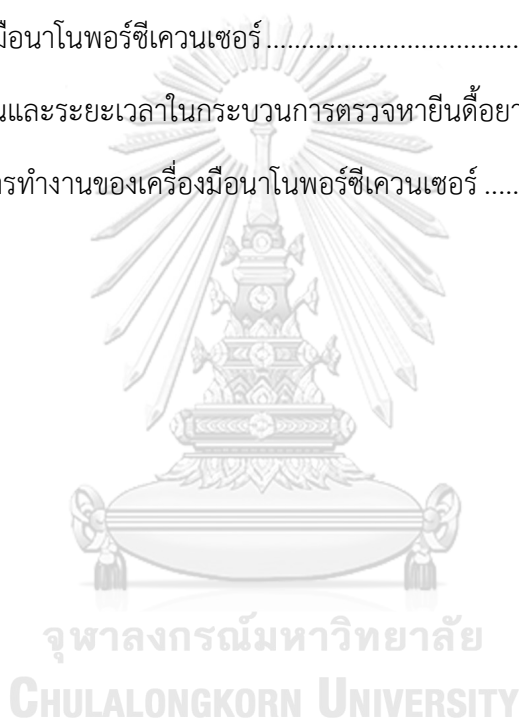 มือนาโนพอร์ซีเควนเซอร์ ........................................
นและระยะเวลาในกระบวนการตรวจหายีนดื้อยา
ารทำงานของเครื่องมือนาโนพอร์ซีเควนเซอร์ .....
จุฬาลงกรณ์มหาวิทยาลัย
CHULALONGKORN UNIVERSITY